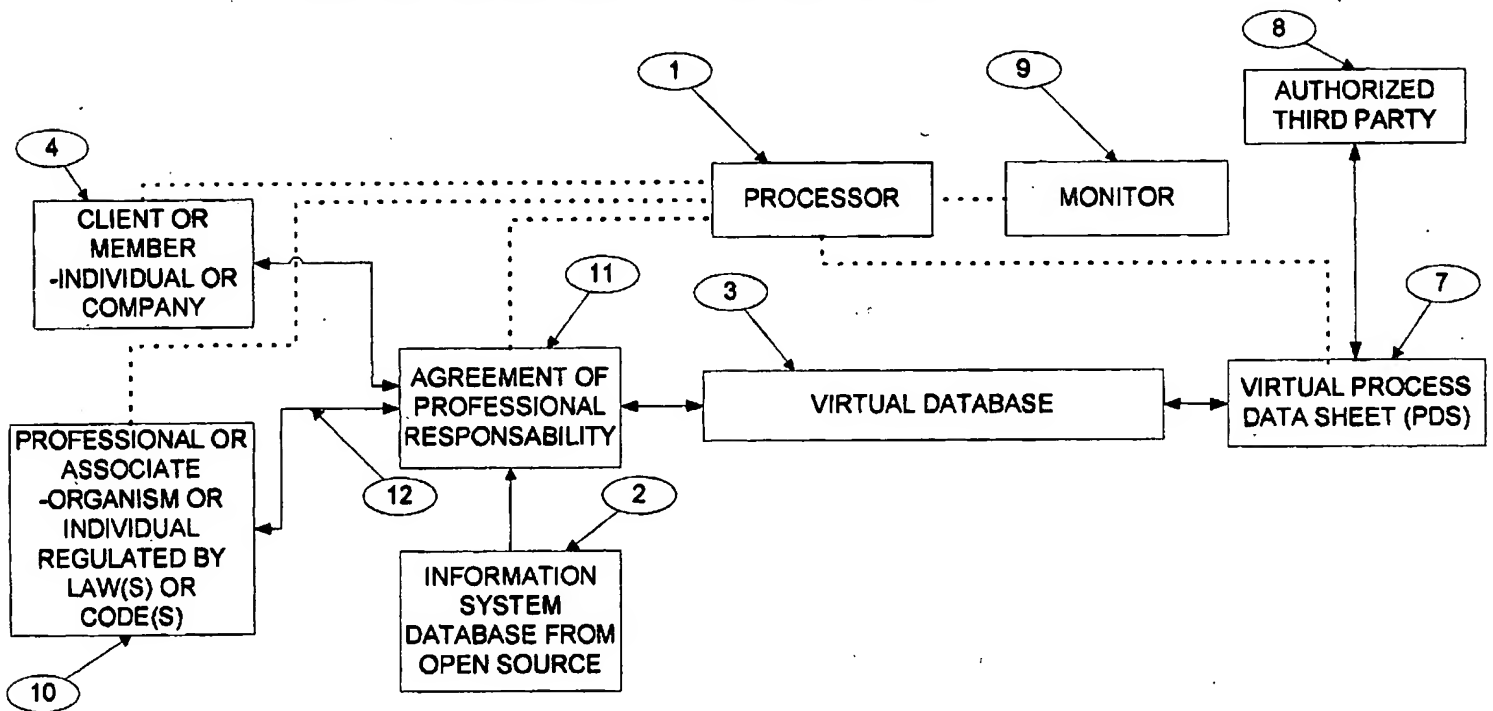 8
1
9
AUTHORIZED
THIRD PARTY
4
PROCESSOR
MONITOR
CLIENT OR
MEMBER
-INDIVIDUAL OR
COMPANY
11
3
7
AGREEMENT OF
PROFESSIONAL
RESPONSABILITY
VIRTUAL DATABASE
VIRTUAL PROCESS
DATA SHEET (PDS)
PROFESSIONAL OR
ASSOCIATE
-ORGANISM OR
INDIVIDUAL
REGULATED BY
LAW(S) OR
CODE(S)
12
2
INFORMATION
SYSTEM
DATABASE FROM
OPEN SOURCE
10